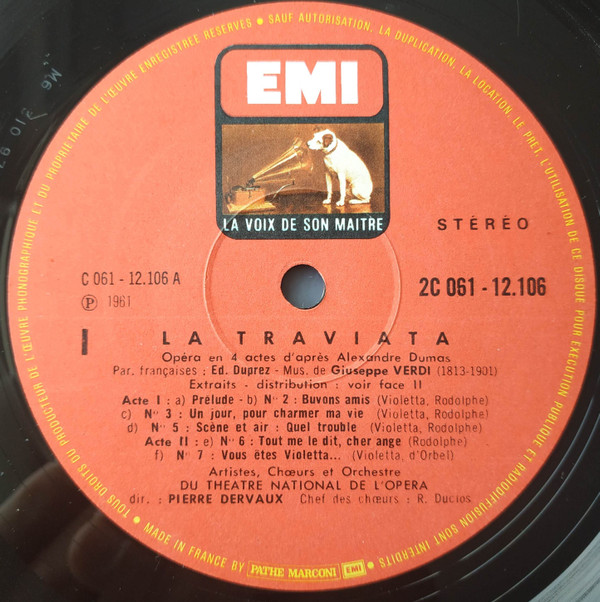 EMI
LA VOIX DE SON MAITRE
STÉRÉO
C 061 - 12.106 A
2C 061 - 12.106
Ⓟ 1961
I
LA TRAVIATA
Opéra en 4 actes d'après Alexandre Dumas
Par. françaises : Ed. Duprez - Mus. de Giuseppe VERDI (1813-1901)
Extraits - distribution : voir face II
Acte I : a) Prélude - b) N° 2 : Buvons amis (Violetta, Rodolphe)
c) N° 3 : Un jour, pour charmer ma vie (Violetta, Rodolphe)
d) N° 5 : Scène et air : Quel trouble (Violetta, Rodolphe)
Acte II : e) N° 6 : Tout me le dit, cher ange (Rodolphe)
f) N° 7 : Vous êtes Violetta... (Violetta, d'Orbel)
Artistes, Chœurs et Orchestre
DU THEATRE NATIONAL DE L'OPERA
dir. : PIERRE DERVAUX Chef des chœurs : R. Duclos
TOUS DROITS DU PRODUCTEUR DE L'ŒUVRE PHONOGRAPHIQUE ET DU PROPRIETAIRE DE L'ŒUVRE ENREGISTREE RESERVES • SAUF AUTORISATION, LA DUPLICATION, LA LOCATION, LE PRET, L'UTILISATION DE CE DISQUE POUR EXECUTION PUBLIQUE ET RADIODIFFUSION SONT INTERDITS •
MADE IN FRANCE BY PATHE MARCONI EMI